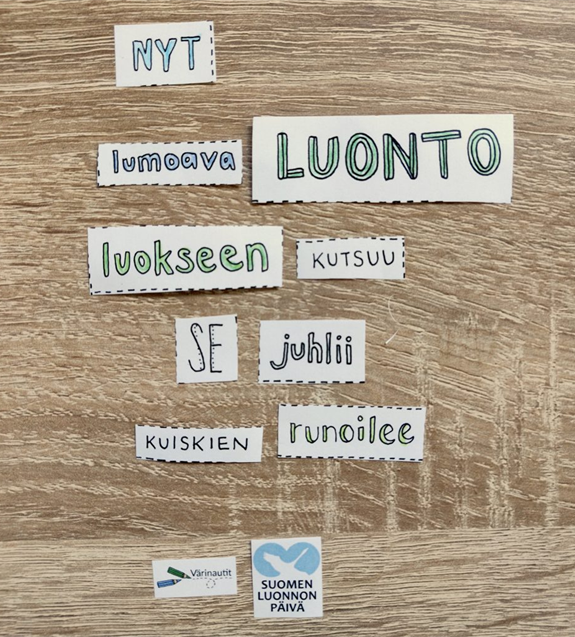 NYT
lumoava LUONTO
luokseen KUTSUU
SE juhlii
KUISKIEN runoilee
Värinautit
SUOMEN
LUONNON
PÄIVÄ